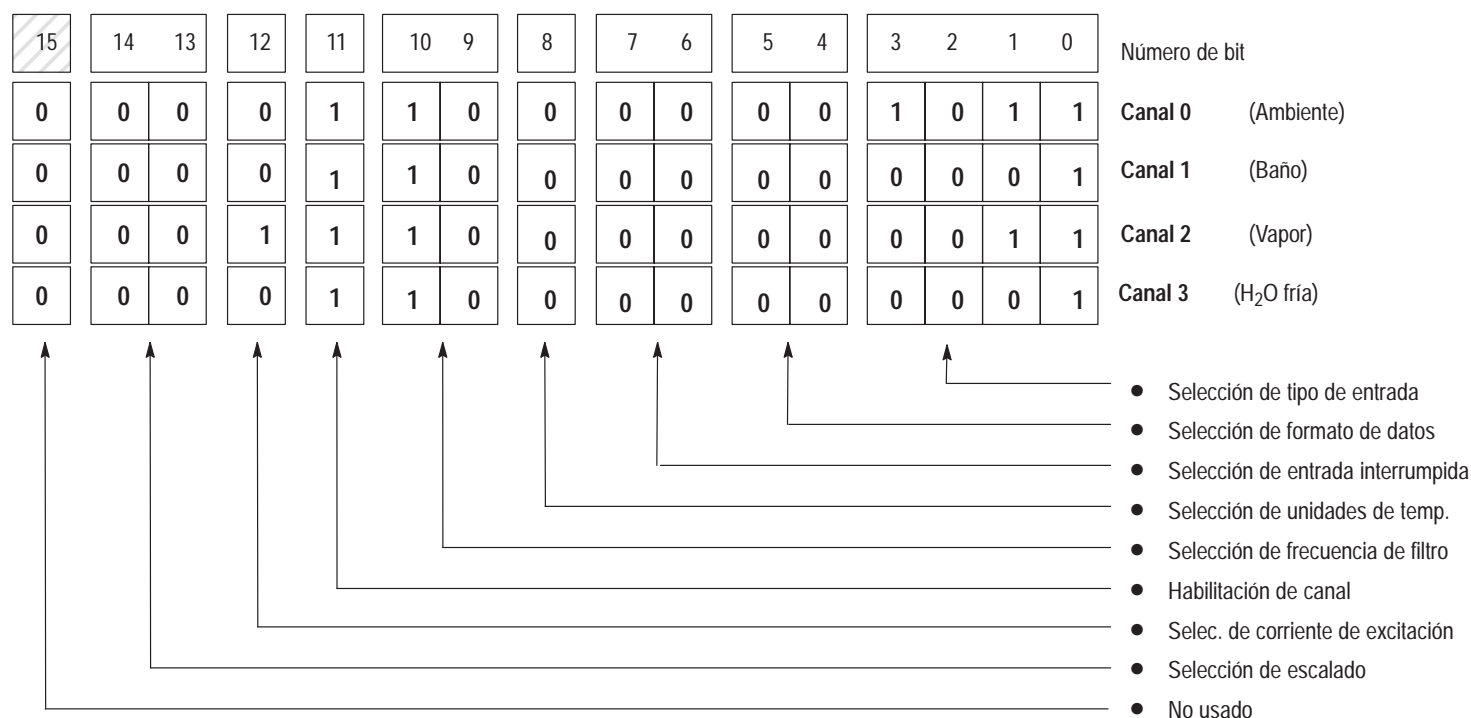 15 14 13 12 11 10 9 8 7 6 5 4 3 2 1 0 Número de bit
0 0 0 0 1 1 0 0 0 0 0 0 1 0 1 1 Canal 0 (Ambiente)
0 0 0 0 1 1 0 0 0 0 0 0 0 0 0 1 Canal 1 (Baño)
0 0 0 1 1 1 0 0 0 0 0 0 0 0 1 1 Canal 2 (Vapor)
0 0 0 0 1 1 0 0 0 0 0 0 0 0 0 1 Canal 3 (H2O fría)
● Selección de tipo de entrada
● Selección de formato de datos
● Selección de entrada interrumpida
● Selección de unidades de temp.
● Selección de frecuencia de filtro
● Habilitación de canal
● Selec. de corriente de excitación
● Selección de escalado
● No usado